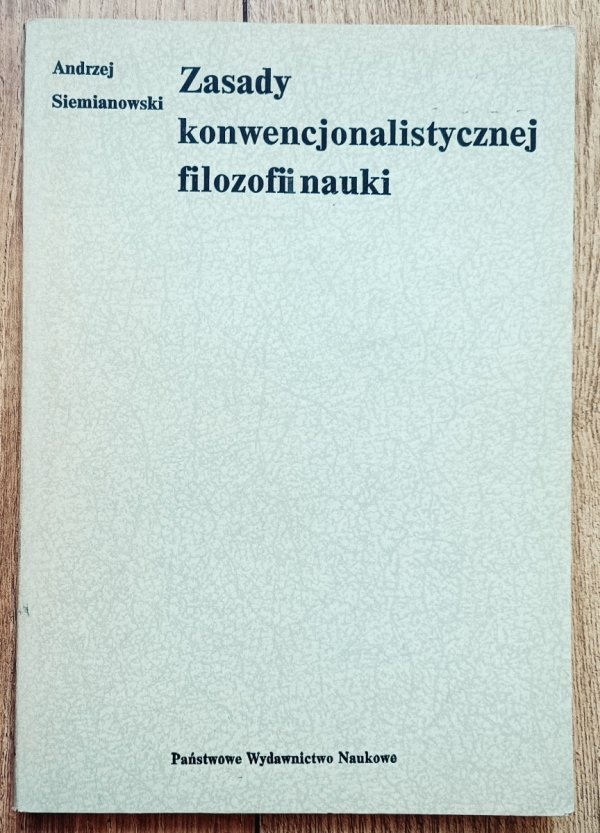 Andrzej
Siemianowski
Zasady
konwencjonalistycznej
filozofii nauki
Państwowe Wydawnictwo Naukowe